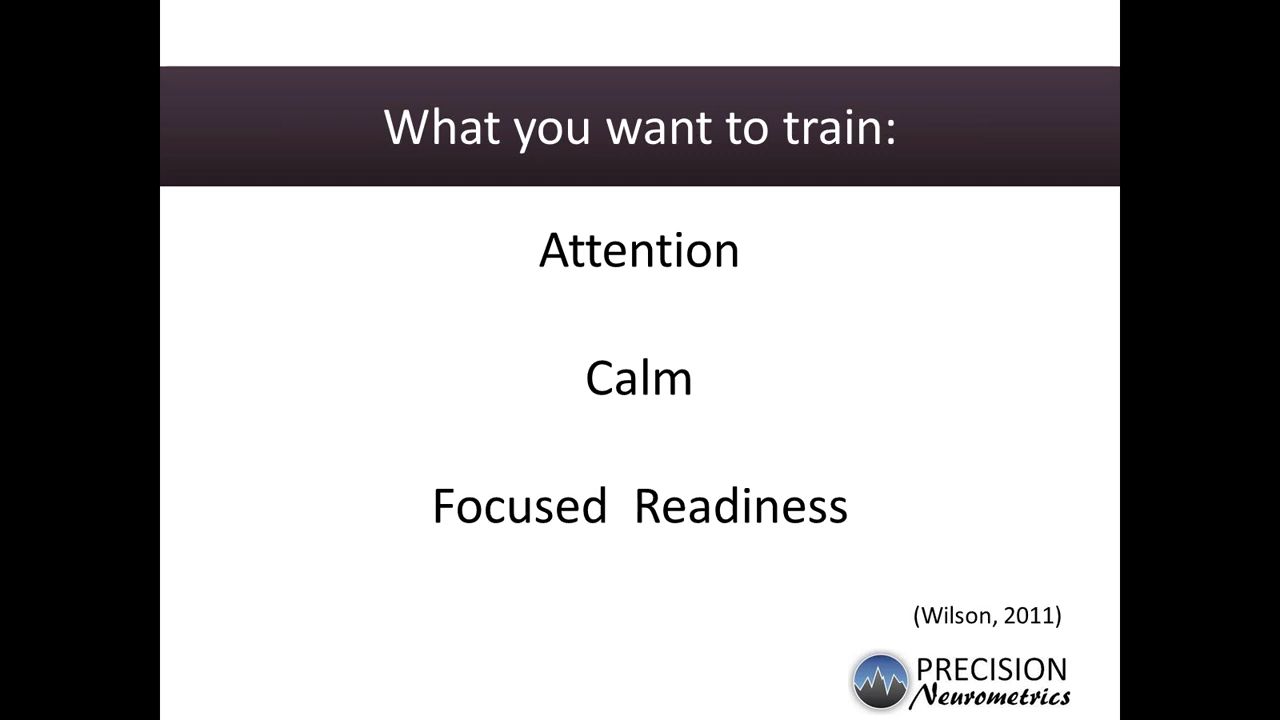 What you want to train:
Attention
Calm
Focused  Readiness
(Wilson, 2011)
PRECISION
Neurometrics